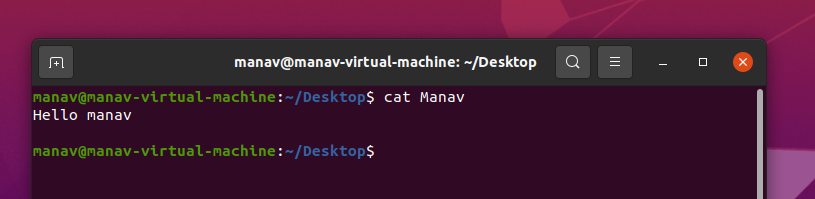 manav@manav-virtual-machine: ~/Desktop
manav@manav-virtual-machine:~/Desktop$ cat Manav
Hello manav
manav@manav-virtual-machine:~/Desktop$